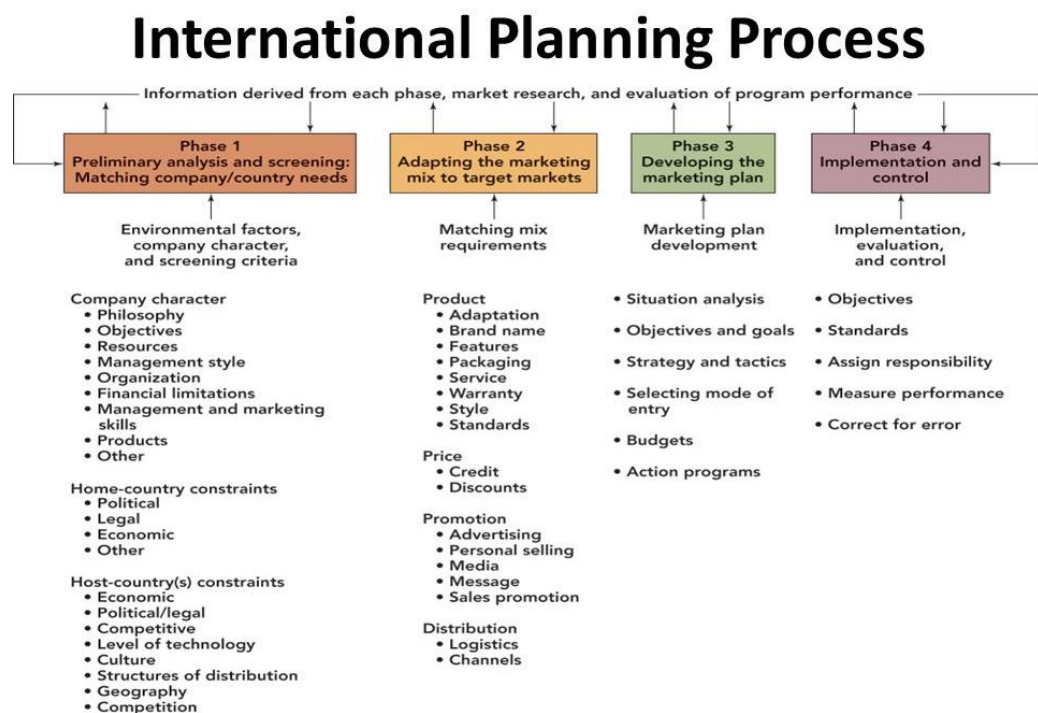 International Planning Process
Information derived from each phase, market research, and evaluation of program performance
Phase 1
Preliminary analysis and screening:
Matching company/country needs
Environmental factors,
company character,
and screening criteria
Company character
• Philosophy
• Objectives
• Resources
• Management style
• Organization
• Financial limitations
• Management and marketing
skills
• Products
• Other
Home-country constraints
• Political
• Legal
• Economic
• Other
Host-country(s) constraints
• Economic
• Political/legal
• Competitive
• Level of technology
• Culture
• Structures of distribution
• Geography
• Competition
Phase 2
Adapting the marketing
mix to target markets
Matching mix
requirements
Product
• Adaptation
• Brand name
• Features
• Packaging
• Service
• Warranty
• Style
• Standards
Price
• Credit
• Discounts
Promotion
• Advertising
• Personal selling
• Media
• Message
• Sales promotion
Distribution
• Logistics
• Channels
Phase 3
Developing the
marketing plan
Marketing plan
development
• Situation analysis
• Objectives and goals
• Strategy and tactics
• Selecting mode of
entry
• Budgets
• Action programs
Phase 4
Implementation and
control
Implementation,
evaluation,
and control
• Objectives
• Standards
• Assign responsibility
• Measure performance
• Correct for error